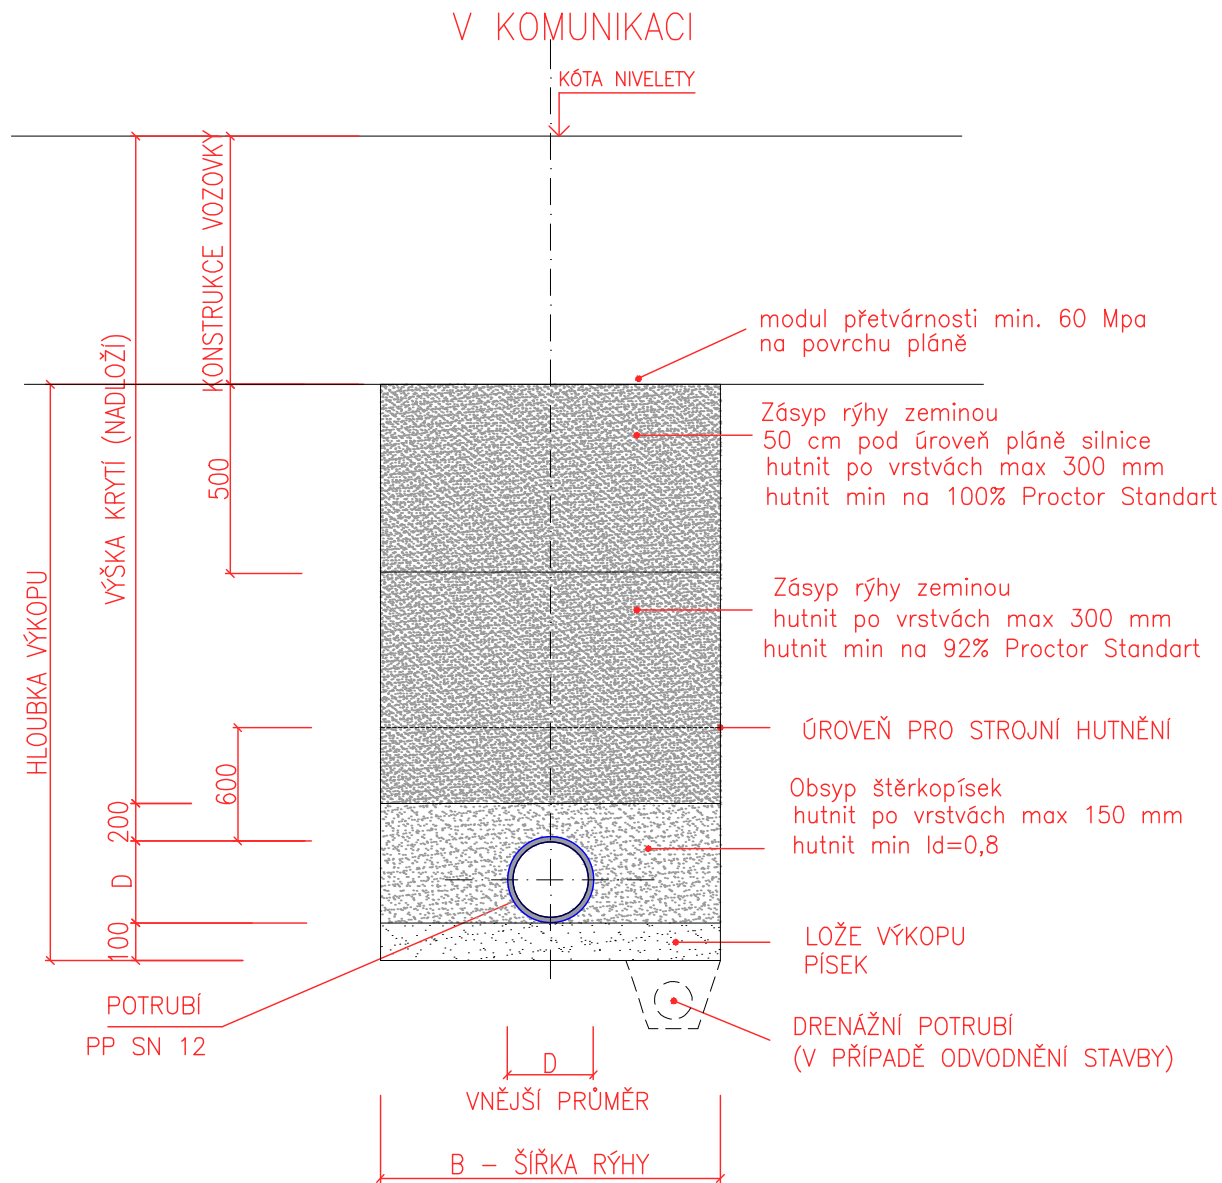 V KOMUNIKACI
KÓTA NIVELETY
KONSTRUKCE VOZOVKY
VÝŠKA KRYTÍ (NADLOŽÍ)
HLOUBKA VÝKOPU
500
600
200
D
100
modul přetvárnosti min. 60 Mpa
na povrchu pláně
Zásyp rýhy zeminou
50 cm pod úroveň pláně silnice
hutnit po vrstvách max 300 mm
hutnit min na 100% Proctor Standart
Zásyp rýhy zeminou
hutnit po vrstvách max 300 mm
hutnit min na 92% Proctor Standart
ÚROVEŇ PRO STROJNÍ HUTNĚNÍ
Obsyp štěrkopísek
hutnit po vrstvách max 150 mm
hutnit min Id=0,8
LOŽE VÝKOPU
PÍSEK
DRENÁŽNÍ POTRUBÍ
(V PŘÍPADĚ ODVODNĚNÍ STAVBY)
POTRUBÍ
PP SN 12
D
VNĚJŠÍ PRŮMĚR
B - ŠÍŘKA RÝHY